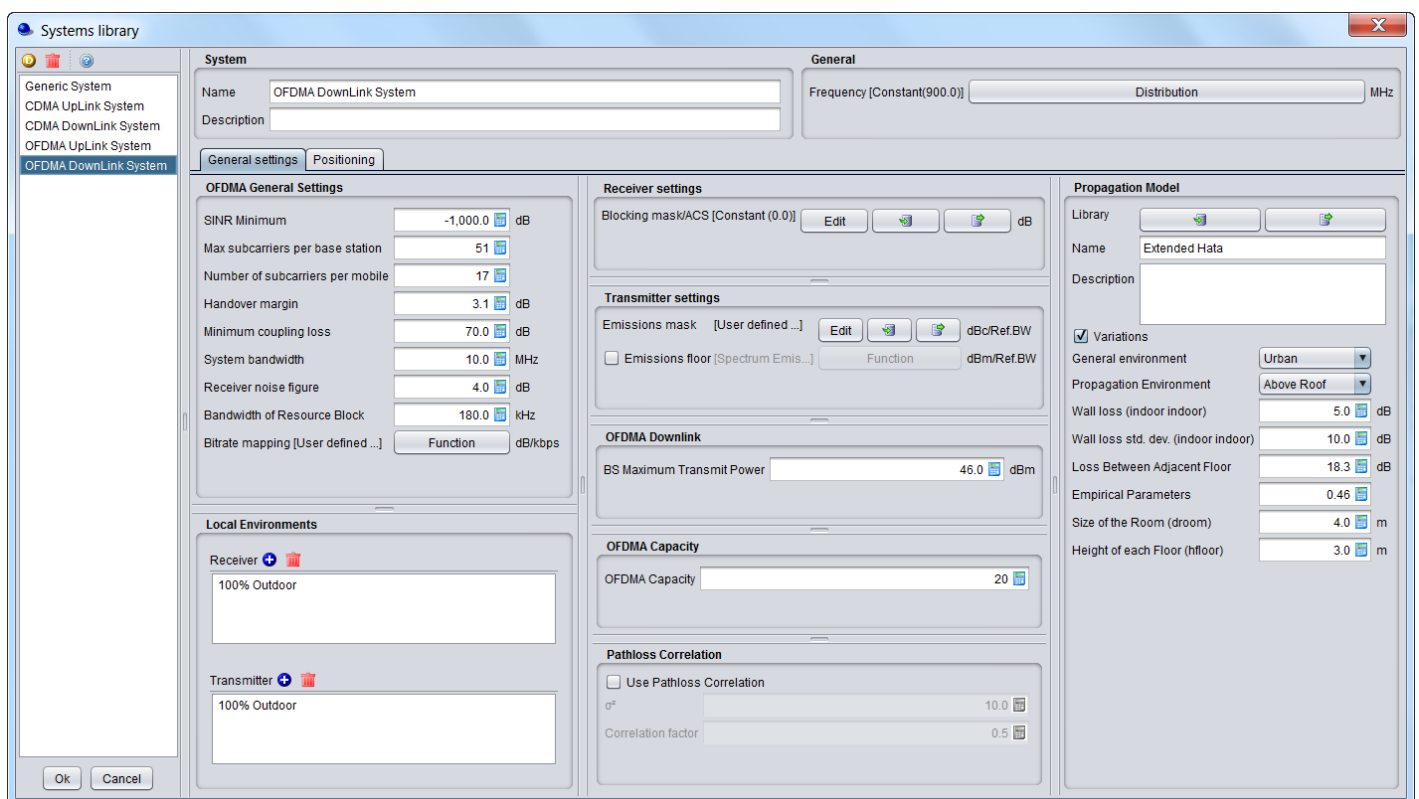 Systems library
Generic System
CDMA UpLink System
CDMA DownLink System
OFDMA UpLink System
OFDMA DownLink System
Ok
Cancel
System
Name
OFDMA DownLink System
Description
General
Frequency [Constant(900.0)]
Distribution
MHz
General settings
Positioning
OFDMA General Settings
SINR Minimum -1,000.0 dB
Max subcarriers per base station 51
Number of subcarriers per mobile 17
Handover margin 3.1 dB
Minimum coupling loss 70.0 dB
System bandwidth 10.0 MHz
Receiver noise figure 4.0 dB
Bandwidth of Resource Block 180.0 kHz
Bitrate mapping [User defined ...] Function dB/kbps
Local Environments
Receiver
100% Outdoor
Transmitter
100% Outdoor
Receiver settings
Blocking mask/ACS [Constant (0.0)] Edit dB
Transmitter settings
Emissions mask [User defined ...] Edit dBc/Ref.BW
Emissions floor [Spectrum Emis...] Function dBm/Ref.BW
OFDMA Downlink
BS Maximum Transmit Power 46.0 dBm
OFDMA Capacity
OFDMA Capacity 20
Pathloss Correlation
Use Pathloss Correlation
10.0
Correlation factor 0.5
Propagation Model
Library
Name Extended Hata
Description
Variations
General environment Urban
Propagation Environment Above Roof
Wall loss (indoor indoor) 5.0 dB
Wall loss std. dev. (indoor indoor) 10.0 dB
Loss Between Adjacent Floor 18.3 dB
Empirical Parameters 0.46
Size of the Room (droom) 4.0 m
Height of each Floor (hfloor) 3.0 m